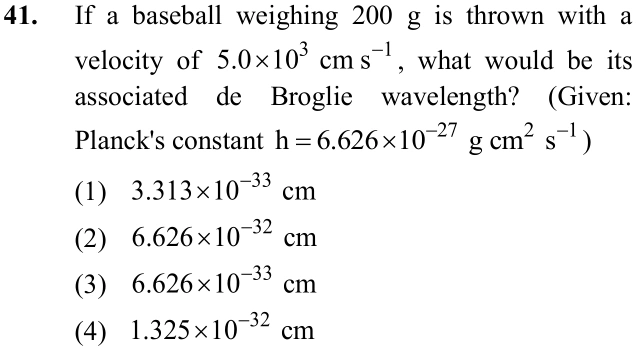 41. If a baseball weighing 200 g is thrown with a
velocity of 5.0×10³ cm s⁻¹, what would be its
associated de Broglie wavelength? (Given:
Planck's constant h = 6.626×10⁻²⁷ g cm² s⁻¹)
(1) 3.313×10⁻³³ cm
(2) 6.626×10⁻³² cm
(3) 6.626×10⁻³³ cm
(4) 1.325×10⁻³² cm